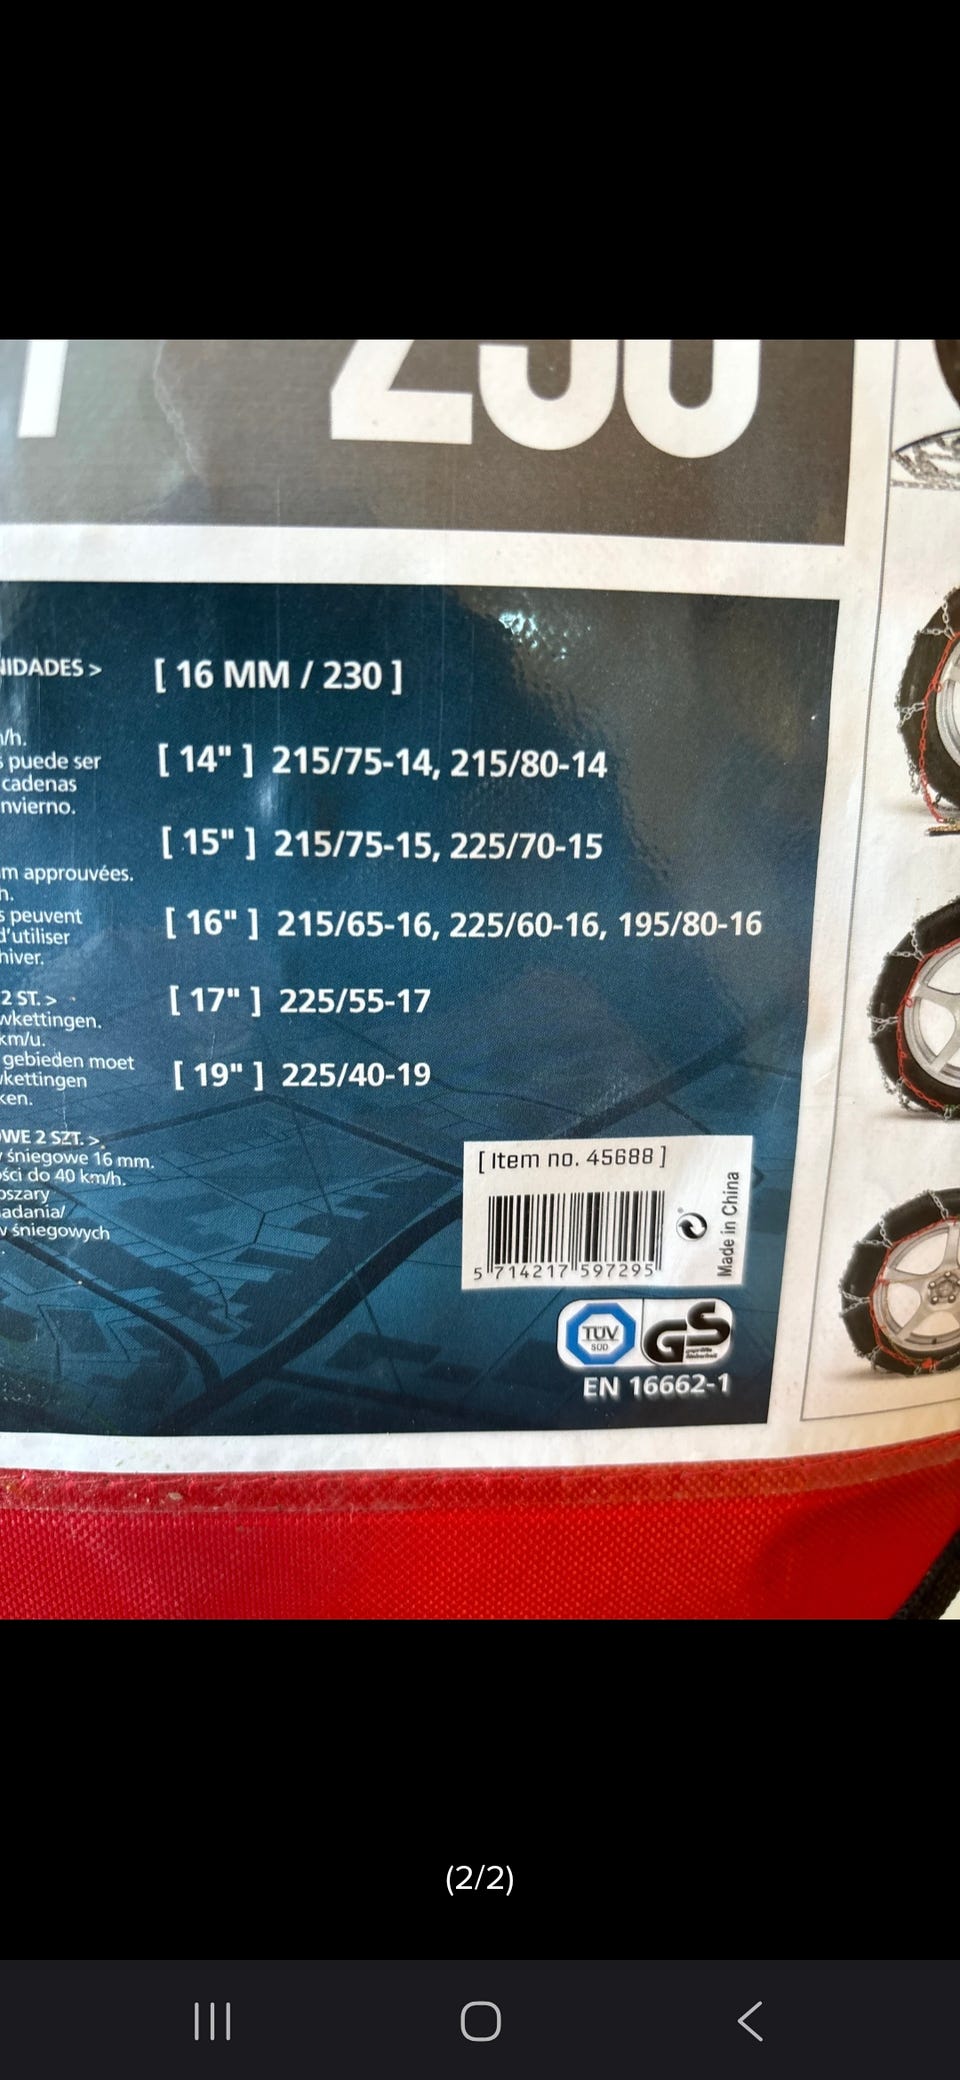 230
NIDADES >
[ 16 MM / 230 ]
/h.
puede ser
cadenas
nvierno.
[ 14" ] 215/75-14, 215/80-14
[ 15" ] 215/75-15, 225/70-15
m approuvées.
h.
s peuvent
d'utiliser
hiver.
[ 16" ] 215/65-16, 225/60-16, 195/80-16
2 ST. >
wkettingen.
km/u.
gebieden moet
kettingen
ken.
[ 17" ] 225/55-17
[ 19" ] 225/40-19
OWE 2 SZT. >
śniegowe 16 mm.
ści do 40 km/h.
bszary
adania/
w śniegowych
.
[ Item no. 45688 ]
5 714217 597295
Made in China
TÜV
SÜD
GS
geprüfte
Sicherheit
EN 16662-1
(2/2)